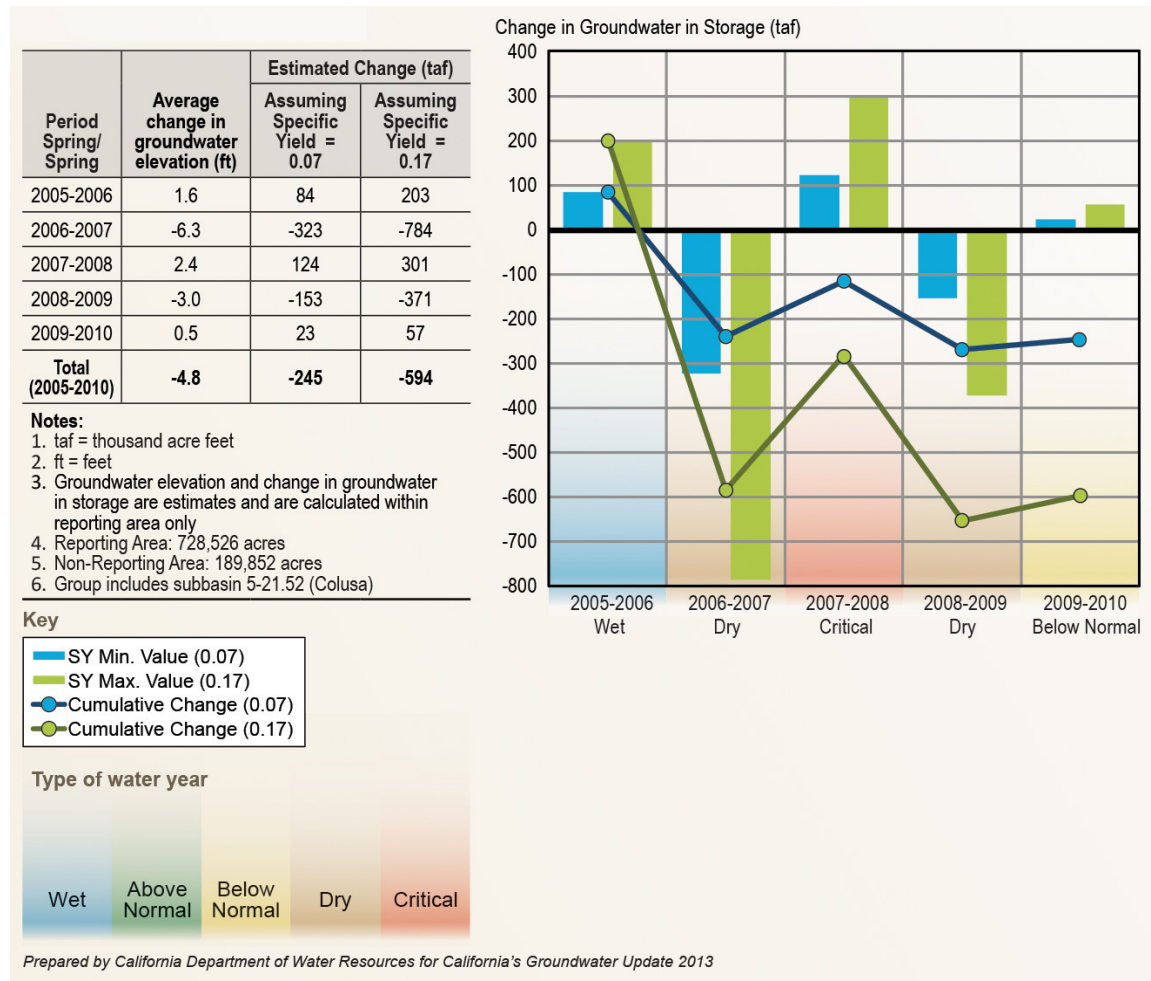 Period
Spring/
Spring
Average
change in
groundwater
elevation (ft)
Estimated Change (taf)
Assuming
Specific
Yield =
0.07
Assuming
Specific
Yield =
0.17
2005-2006 1.6 84 203
2006-2007 -6.3 -323 -784
2007-2008 2.4 124 301
2008-2009 -3.0 -153 -371
2009-2010 0.5 23 57
Total
(2005-2010) -4.8 -245 -594
Notes:
1. taf = thousand acre feet
2. ft = feet
3. Groundwater elevation and change in groundwater
in storage are estimates and are calculated within
reporting area only
4. Reporting Area: 728,526 acres
5. Non-Reporting Area: 189,852 acres
6. Group includes subbasin 5-21.52 (Colusa)
Key
SY Min. Value (0.07)
SY Max. Value (0.17)
Cumulative Change (0.07)
Cumulative Change (0.17)
Type of water year
Wet
Above
Normal
Below
Normal
Dry
Critical
Change in Groundwater in Storage (taf)
400
300
200
100
0
-100
-200
-300
-400
-500
-600
-700
-800
2005-2006
Wet
2006-2007
Dry
2007-2008
Critical
2008-2009
Dry
2009-2010
Below Normal
Prepared by California Department of Water Resources for California's Groundwater Update 2013